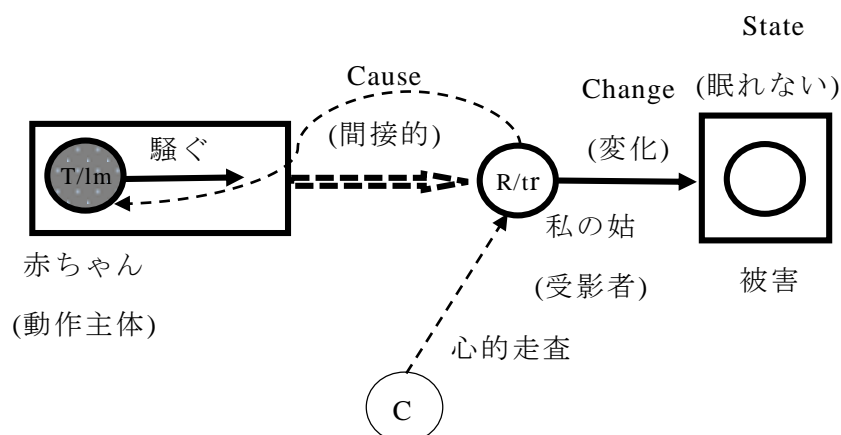 State
Cause
Change
(眠れない)
騒ぐ
(間接的)
(変化)
T/lm
R/tr
赤ちゃん
(動作主体)
私の姑
(受影者)
被害
心的走査
C